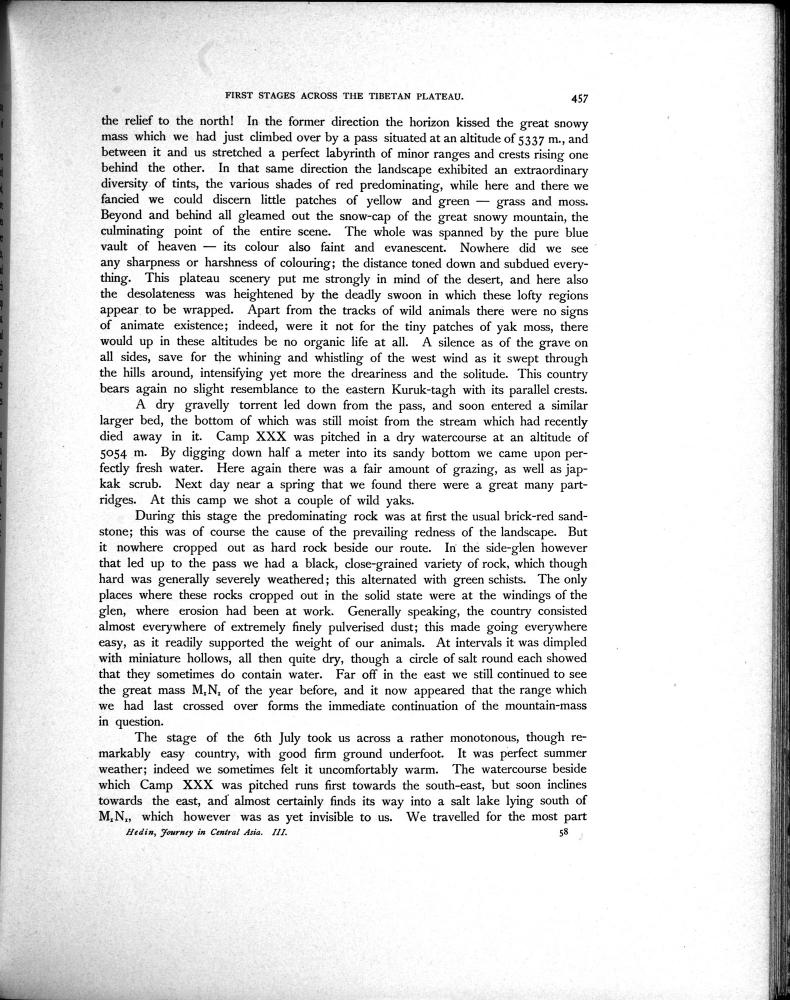 FIRST STAGES ACROSS THE TIBETAN PLATEAU. 457
the relief to the north! In the former direction the horizon kissed the great snowy
mass which we had just climbed over by a pass situated at an altitude of 5337 m., and
between it and us stretched a perfect labyrinth of minor ranges and crests rising one
behind the other. In that same direction the landscape exhibited an extraordinary
diversity of tints, the various shades of red predominating, while here and there we
fancied we could discern little patches of yellow and green — grass and moss.
Beyond and behind all gleamed out the snow-cap of the great snowy mountain, the
culminating point of the entire scene. The whole was spanned by the pure blue
vault of heaven — its colour also faint and evanescent. Nowhere did we see
any sharpness or harshness of colouring; the distance toned down and subdued every-
thing. This plateau scenery put me strongly in mind of the desert, and here also
the desolateness was heightened by the deadly swoon in which these lofty regions
appear to be wrapped. Apart from the tracks of wild animals there were no signs
of animate existence; indeed, were it not for the tiny patches of yak moss, there
would up in these altitudes be no organic life at all. A silence as of the grave on
all sides, save for the whining and whistling of the west wind as it swept through
the hills around, intensifying yet more the dreariness and the solitude. This country
bears again no slight resemblance to the eastern Kuruk-tagh with its parallel crests.
A dry gravelly torrent led down from the pass, and soon entered a similar
larger bed, the bottom of which was still moist from the stream which had recently
died away in it. Camp XXX was pitched in a dry watercourse at an altitude of
5054 m. By digging down half a meter into its sandy bottom we came upon per-
fectly fresh water. Here again there was a fair amount of grazing, as well as jap-
kak scrub. Next day near a spring that we found there were a great many part-
ridges. At this camp we shot a couple of wild yaks.
During this stage the predominating rock was at first the usual brick-red sand-
stone; this was of course the cause of the prevailing redness of the landscape. But
it nowhere cropped out as hard rock beside our route. In the side-glen however
that led up to the pass we had a black, close-grained variety of rock, which though
hard was generally severely weathered; this alternated with green schists. The only
places where these rocks cropped out in the solid state were at the windings of the
glen, where erosion had been at work. Generally speaking, the country consisted
almost everywhere of extremely finely pulverised dust; this made going everywhere
easy, as it readily supported the weight of our animals. At intervals it was dimpled
with miniature hollows, all then quite dry, though a circle of salt round each showed
that they sometimes do contain water. Far off in the east we still continued to see
the great mass M₁N₁ of the year before, and it now appeared that the range which
we had last crossed over forms the immediate continuation of the mountain-mass
in question.
The stage of the 6th July took us across a rather monotonous, though re-
markably easy country, with good firm ground underfoot. It was perfect summer
weather; indeed we sometimes felt it uncomfortably warm. The watercourse beside
which Camp XXX was pitched runs first towards the south-east, but soon inclines
towards the east, and almost certainly finds its way into a salt lake lying south of
M₁N₁, which however was as yet invisible to us. We travelled for the most part
Hedin, Journey in Central Asia. III. 58